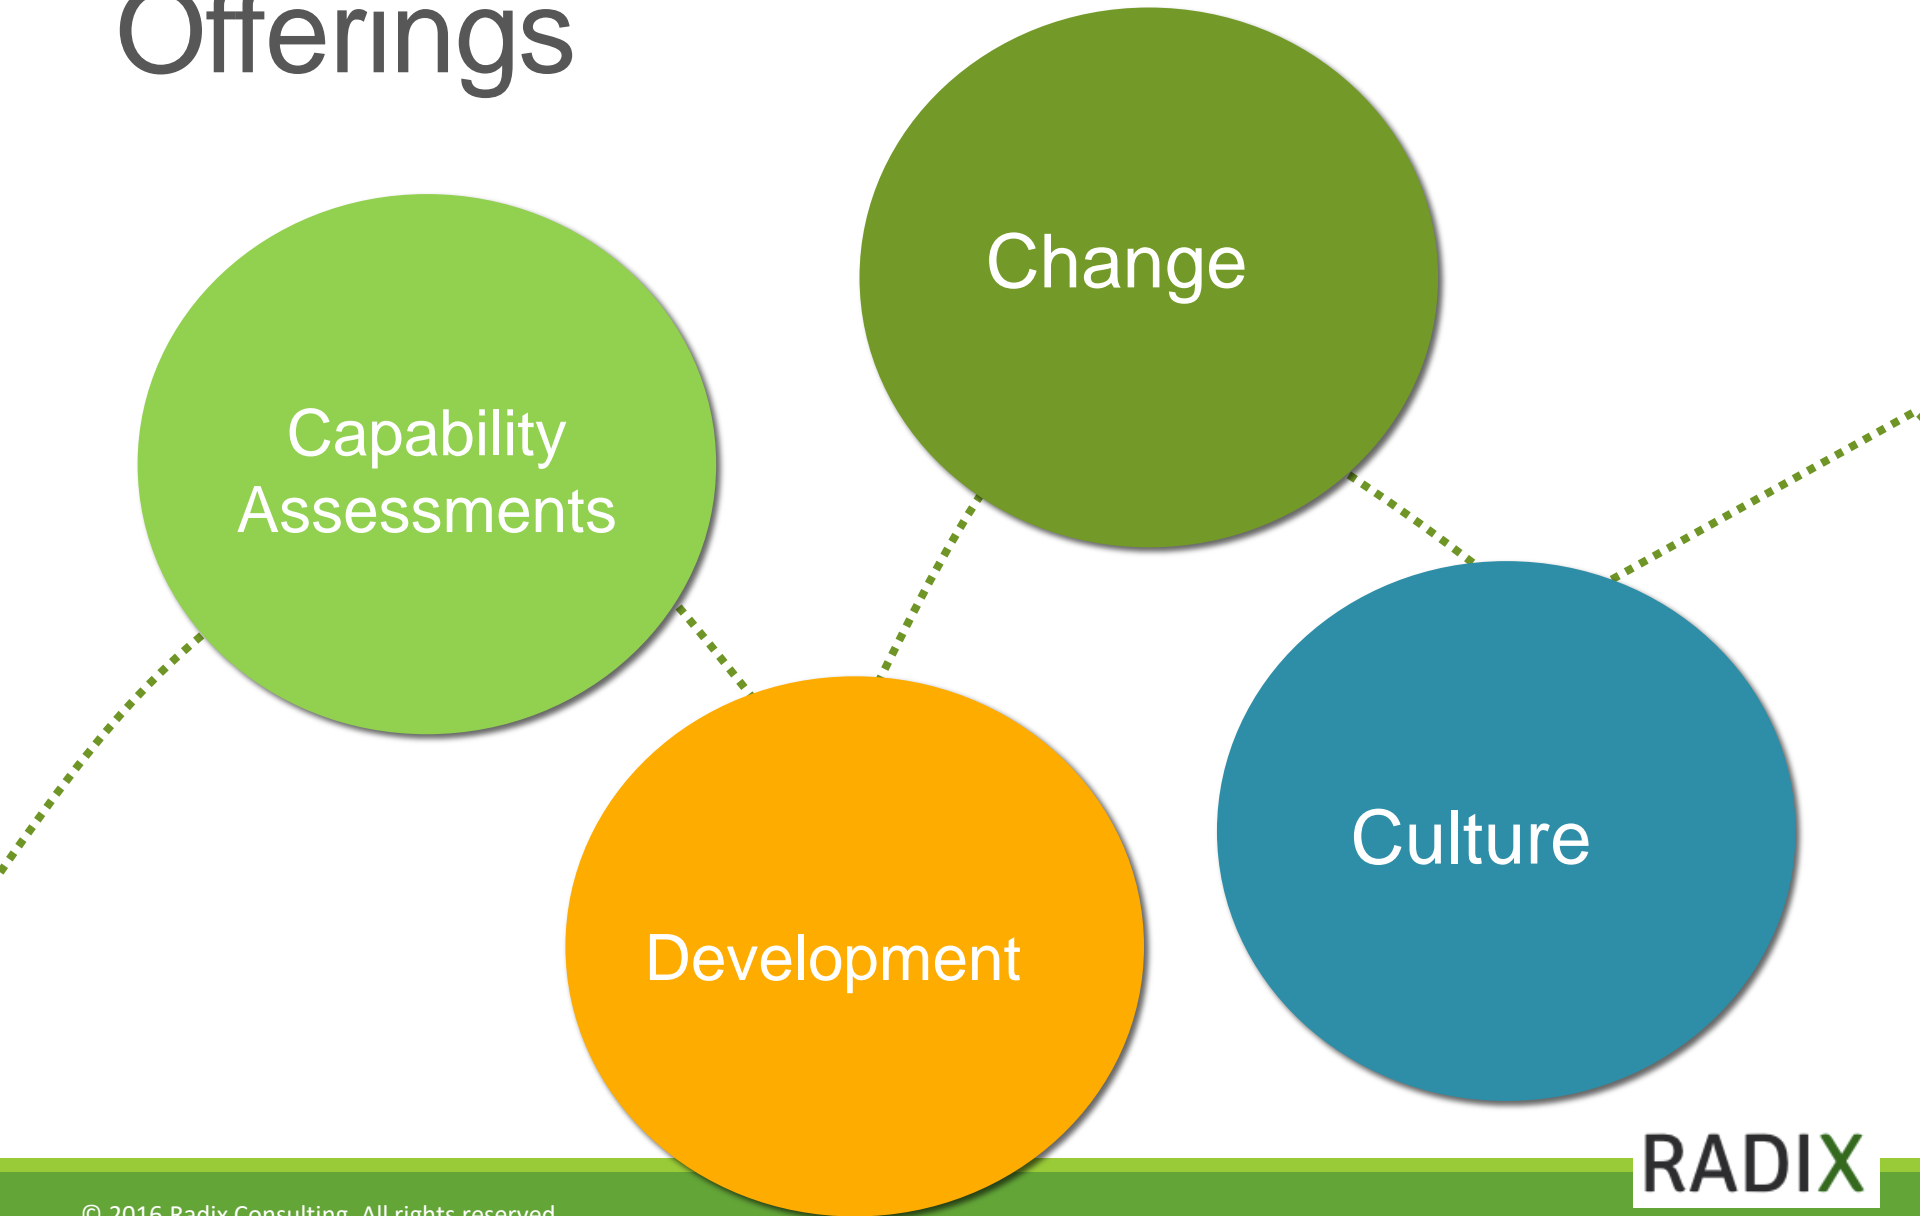 Offerings
Change
Capability
Assessments
Culture
Development
RADIX
© 2016 Radix Consulting. All rights reserved